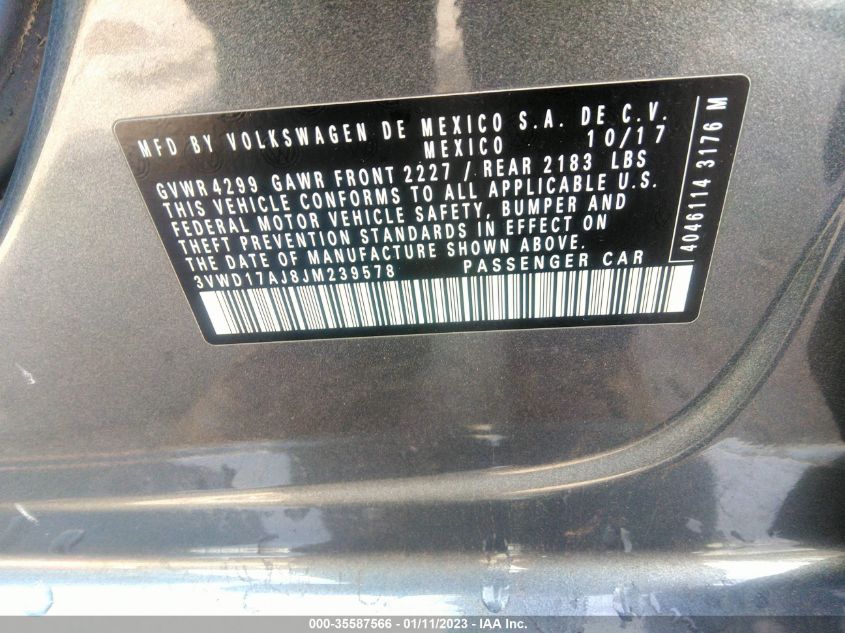 MFD BY VOLKSWAGEN DE MEXICO S.A. DE C.V.
MEXICO 10/17
GVWR 4299 GAWR FRONT 2227 / REAR 2183 LBS
THIS VEHICLE CONFORMS TO ALL APPLICABLE U.S.
FEDERAL MOTOR VEHICLE SAFETY, BUMPER AND
THEFT PREVENTION STANDARDS IN EFFECT ON
THE DATE OF MANUFACTURE SHOWN ABOVE.
3VWD17AJ8JM239578 PASSENGER CAR
4046114 3176 M
000-35587566 - 01/11/2023 - IAA Inc.